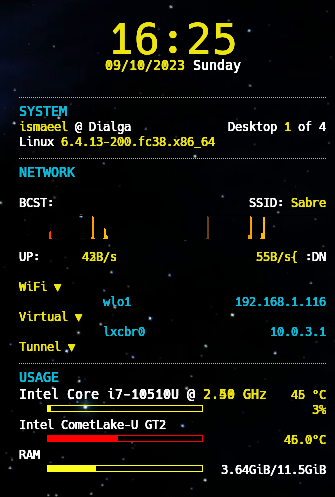 16:25
09/10/2023 Sunday
SYSTEM
ismaeel @ Dialga Desktop 1 of 4
Linux 6.4.13-200.fc38.x86_64
NETWORK
BCST: SSID: Sabre
UP: 43B/s 55B/s{ :DN
WiFi ▼
wlo1 192.168.1.116
Virtual ▼
lxcbr0 10.0.3.1
Tunnel ▼
USAGE
Intel Core i7-10510U @ GHz 45 °C
3%
Intel CometLake-U GT2
46.0°C
RAM
3.64GiB/11.5GiB